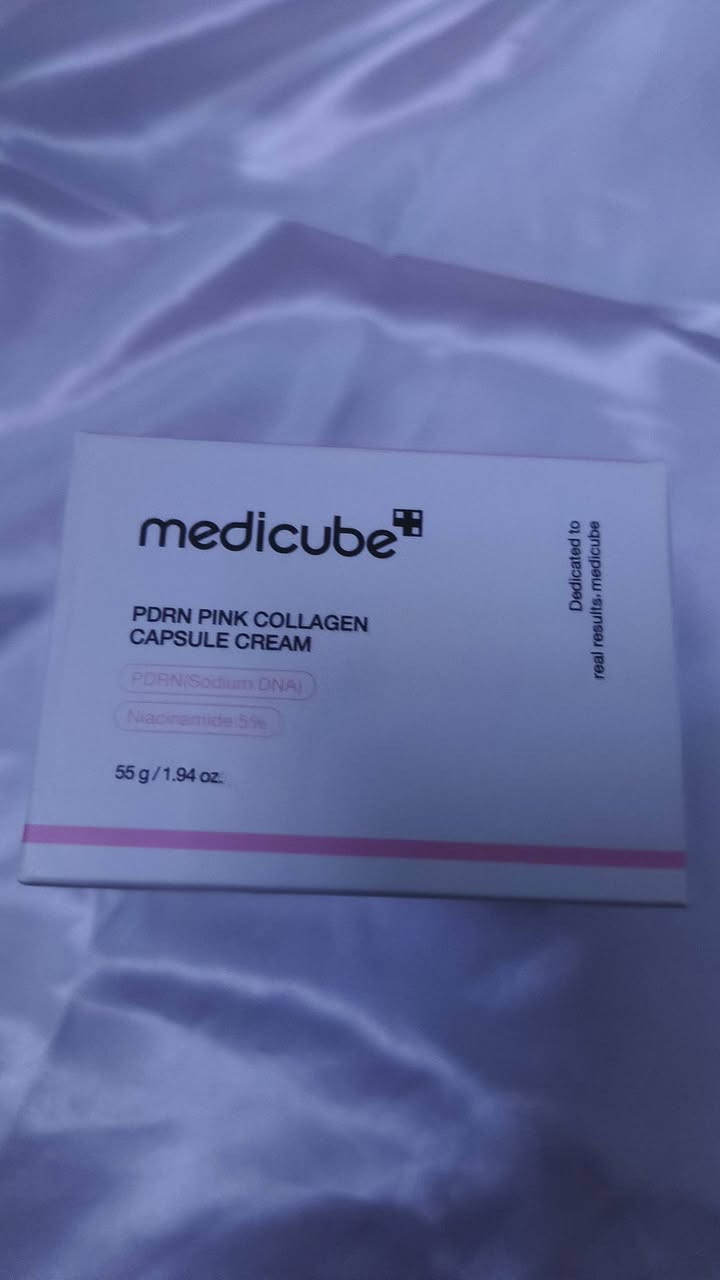 medicube
PDRN PINK COLLAGEN
CAPSULE CREAM
PDRN(Sodium DNA)
Niacinamide 5%
55 g / 1.94 oz.
Dedicated to
real results. medicube